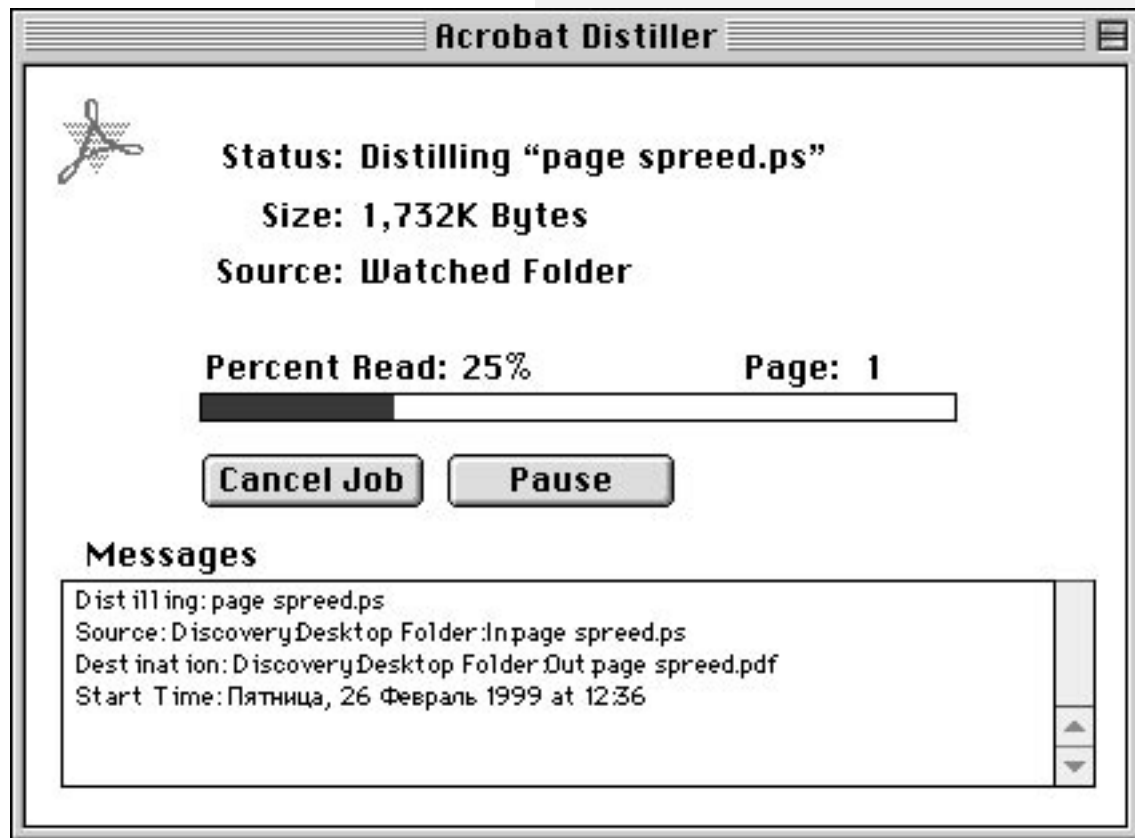 Acrobat Distiller
Status: Distilling “page spreed.ps”
Size: 1,732K Bytes
Source: Watched Folder
Percent Read: 25% Page: 1
Cancel Job Pause
Messages
Distilling: page spreed.ps
Source: Discovery:Desktop Folder:In:page spreed.ps
Destination: Discovery:Desktop Folder:Out:page spreed.pdf
Start Time: Пятница, 26 Февраль 1999 at 12:36